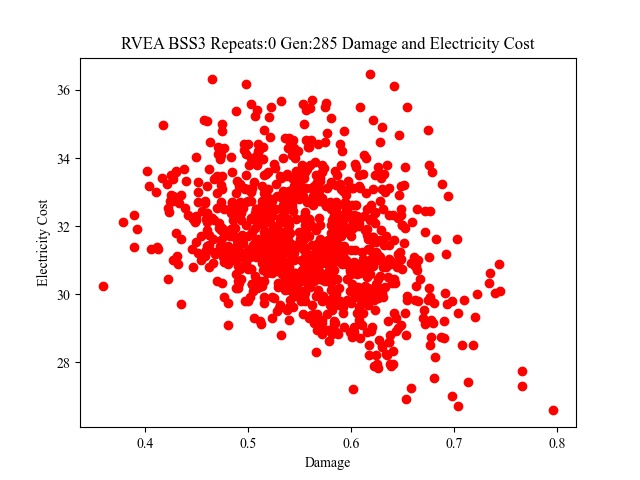 RVEA BSS3 Repeats:0 Gen:285 Damage and Electricity Cost
Electricity Cost
36
34
32
30
28
0.4 0.5 0.6 0.7 0.8
Damage